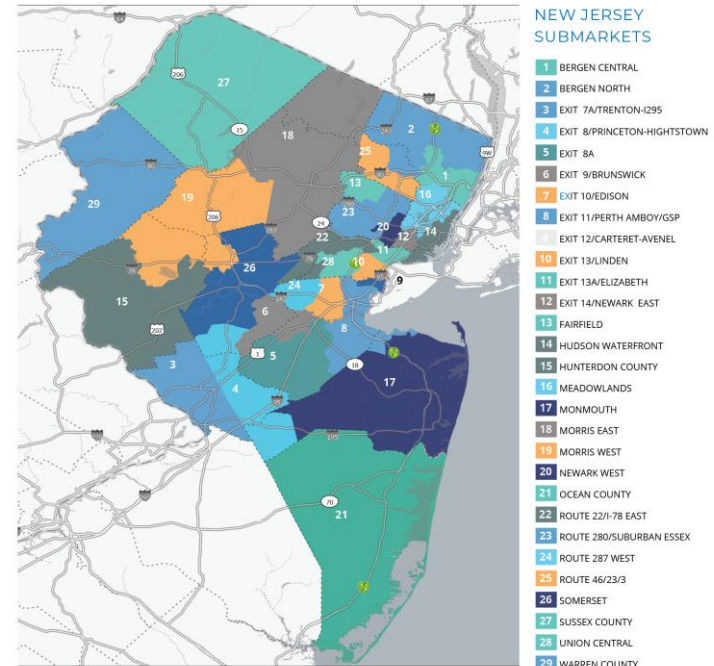 NEW JERSEY
SUBMARKETS
1 BERGEN CENTRAL
2 BERGEN NORTH
3 EXIT 7A/TRENTON-I295
4 EXIT 8/PRINCETON-HIGHTSTOWN
5 EXIT 8A
6 EXIT 9/BRUNSWICK
7 EXIT 10/EDISON
8 EXIT 11/PERTH AMBOY/GSP
9 EXIT 12/CARTERET-AVENEL
10 EXIT 13/LINDEN
11 EXIT 13A/ELIZABETH
12 EXIT 14/NEWARK EAST
13 FAIRFIELD
14 HUDSON WATERFRONT
15 HUNTERDON COUNTY
16 MEADOWLANDS
17 MONMOUTH
18 MORRIS EAST
19 MORRIS WEST
20 NEWARK WEST
21 OCEAN COUNTY
22 ROUTE 22/I-78 EAST
23 ROUTE 280/SUBURBAN ESSEX
24 ROUTE 287 WEST
25 ROUTE 46/23/3
26 SOMERSET
27 SUSSEX COUNTY
28 UNION CENTRAL
29 WARREN COUNTY
206
27
15
18
2
287
25
9W
1
13
16
80
29
19
23
20
206
24
14
12
22
287
11
78
28
10
78
26
9
24
7
287
15
6
8
202
1
5
18
3
17
4
95
195
70
21